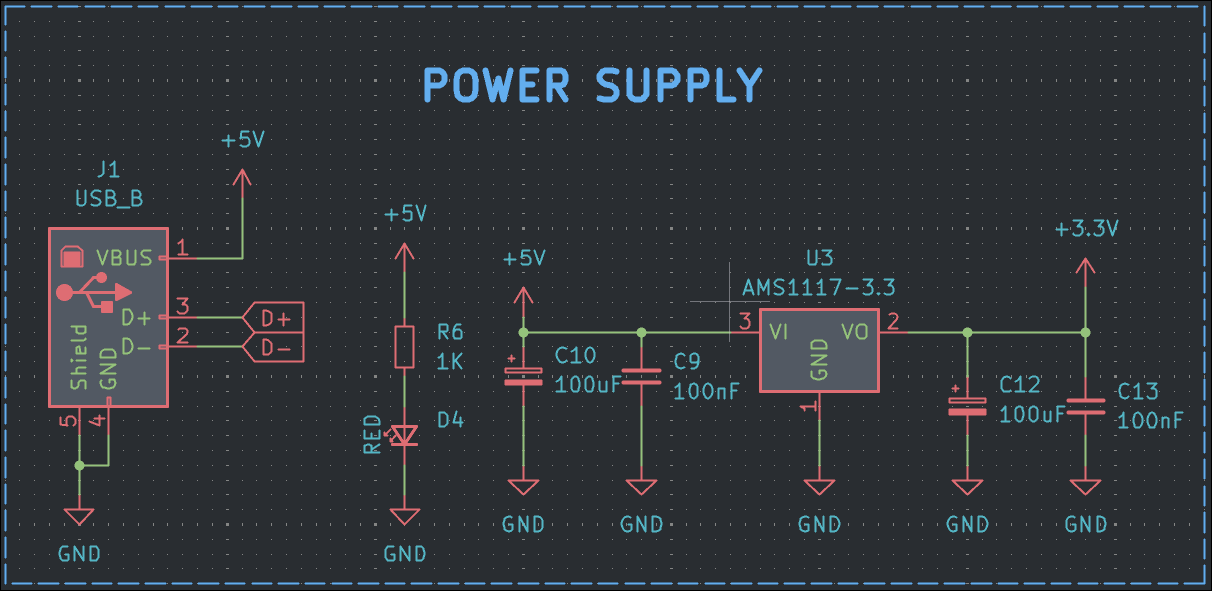 POWER SUPPLY
+5V
J1
USB_B
VBUS
1
D+
3
D-
2
Shield
GND
5
4
D+
D-
GND
+5V
R6
1K
RED
D4
GND
+5V
C10
100uF
GND
C9
100nF
GND
U3
AMS1117-3.3
3
VI
VO
2
GND
1
GND
C12
100uF
GND
+3.3V
C13
100nF
GND